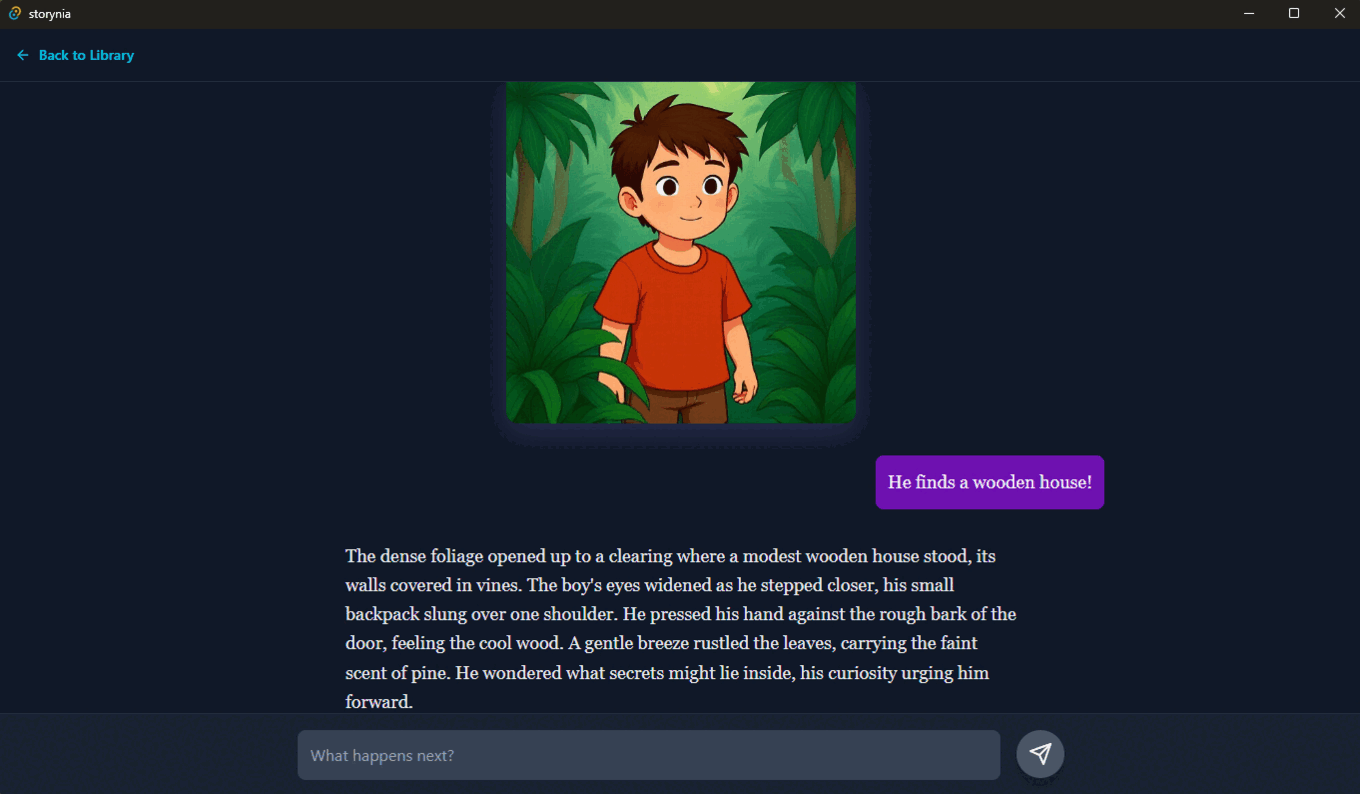 storynia
Back to Library
He finds a wooden house!
The dense foliage opened up to a clearing where a modest wooden house stood, its
walls covered in vines. The boy's eyes widened as he stepped closer, his small
backpack slung over one shoulder. He pressed his hand against the rough bark of the
door, feeling the cool wood. A gentle breeze rustled the leaves, carrying the faint
scent of pine. He wondered what secrets might lie inside, his curiosity urging him
forward.
What happens next?